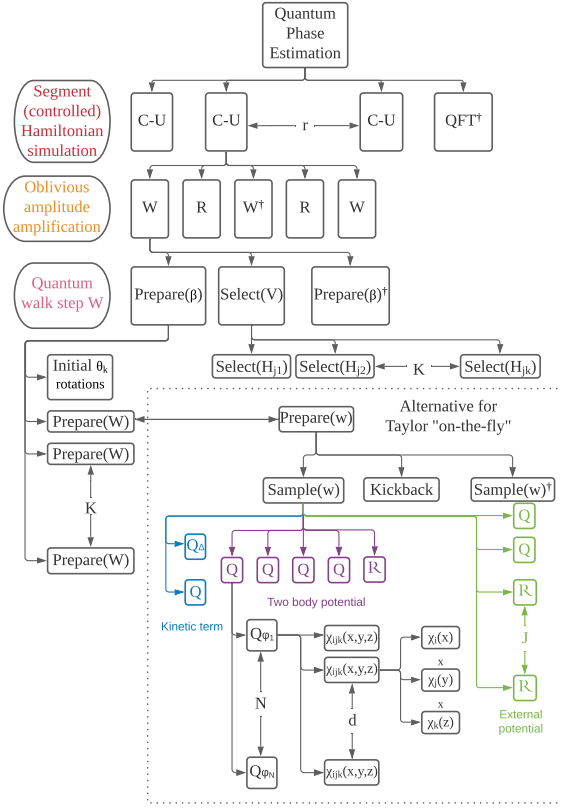 Quantum
Phase
Estimation
Segment
(controlled)
Hamiltonian
simulation
C-U
C-U
r
C-U
QFT†
Oblivious
amplitude
amplification
W
R
W†
R
W
Quantum
walk step W
Prepare(β)
Select(V)
Prepare(β)†
Initial θk
rotations
Select(Hj1)
Select(Hj2)
K
Select(Hjk)
Prepare(W)
Prepare(w)
Alternative for
Taylor "on-the-fly"
Prepare(W)
K
Prepare(W)
Sample(w)
Kickback
Sample(w)†
QΔ
Q
Kinetic term
Q
Q
Q
Q
R
Two body potential
Q
Q
R
J
R
External
potential
Qφ1
N
QφN
χijk(x,y,z)
χijk(x,y,z)
d
χijk(x,y,z)
χi(x)
x
χj(y)
x
χk(z)